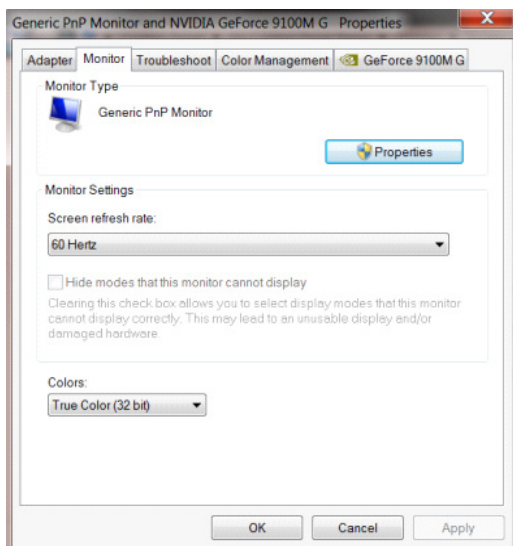 Generic PnP Monitor and NVIDIA GeForce 9100M G Properties
X
Adapter Monitor Troubleshoot Color Management GeForce 9100M G
Monitor Type
Generic PnP Monitor
Properties
Monitor Settings
Screen refresh rate:
60 Hertz
Hide modes that this monitor cannot display
Clearing this check box allows you to select display modes that this monitor
cannot display correctly. This may lead to an unusable display and/or
damaged hardware.
Colors:
True Color (32 bit)
OK Cancel Apply